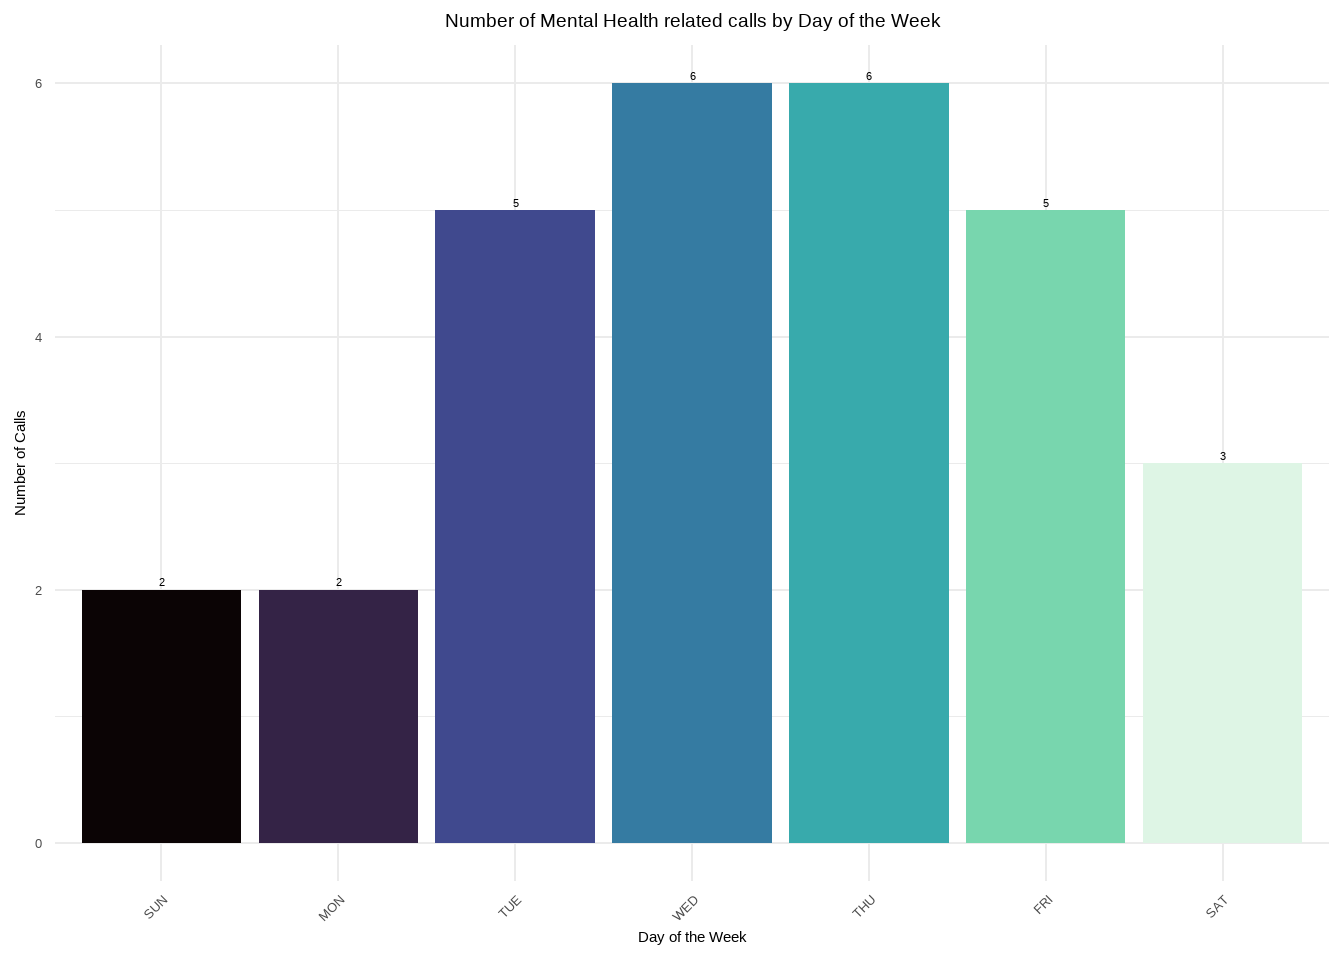 Number of Mental Health related calls by Day of the Week
6
4
2
0
Number of Calls
2
2
5
6
6
5
3
SUN
MON
TUE
WED
THU
FRI
SAT
Day of the Week